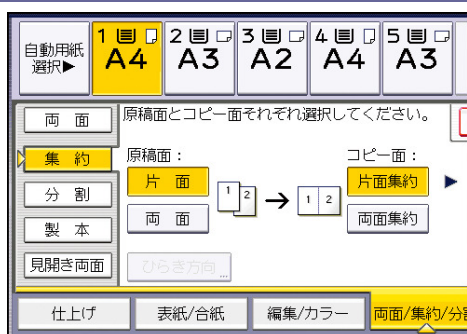 自動用紙
選択▶
1
A4
2
A3
3
A2
4
A4
5
A3
原稿面とコピー面それぞれ選択してください。
両 面
集 約
分 割
製 本
見開き両面
原稿面：
片 面
両 面
1
2
→
1 2
コピー面：
片面集約
両面集約
ひらき方向...
仕上げ
表紙/合紙
編集/カラー
両面/集約/分